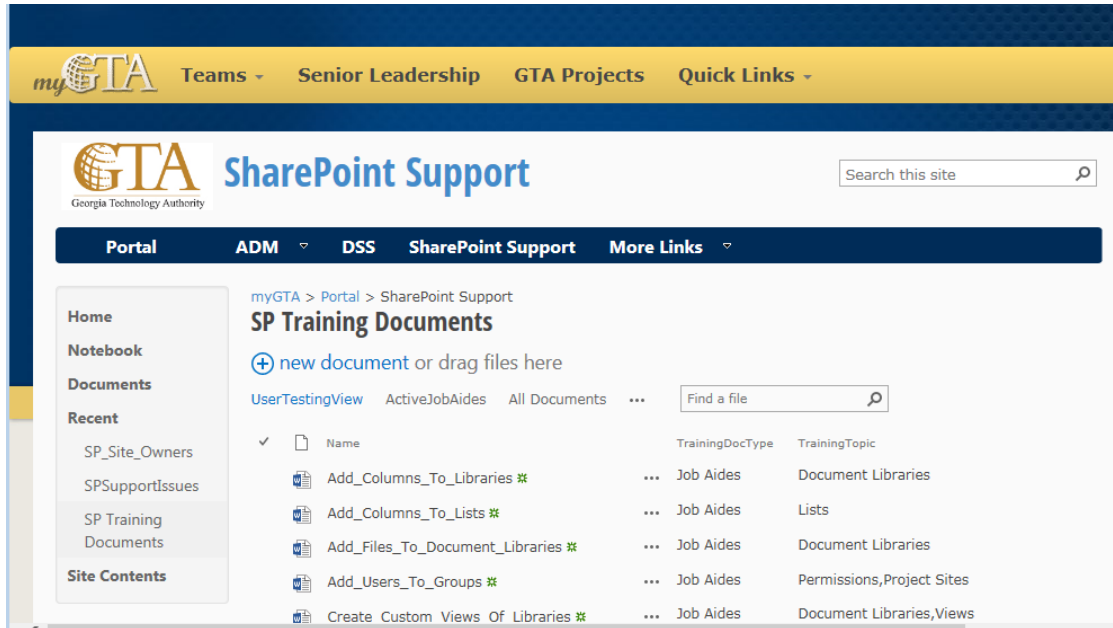 myGTA Teams Senior Leadership GTA Projects Quick Links
GTA
Georgia Technology Authority
SharePoint Support
Search this site
Portal ADM DSS SharePoint Support More Links
Home
Notebook
Documents
Recent
SP_Site_Owners
SPSupportIssues
SP Training
Documents
Site Contents
myGTA > Portal > SharePoint Support
SP Training Documents
new document or drag files here
UserTestingView ActiveJobAides All Documents ... Find a file
Name TrainingDocType TrainingTopic
Add_Columns_To_Libraries ... Job Aides Document Libraries
Add_Columns_To_Lists ... Job Aides Lists
Add_Files_To_Document_Libraries ... Job Aides Document Libraries
Add_Users_To_Groups ... Job Aides Permissions,Project Sites
Create_Custom_Views_Of_Libraries ... Job Aides Document Libraries,Views